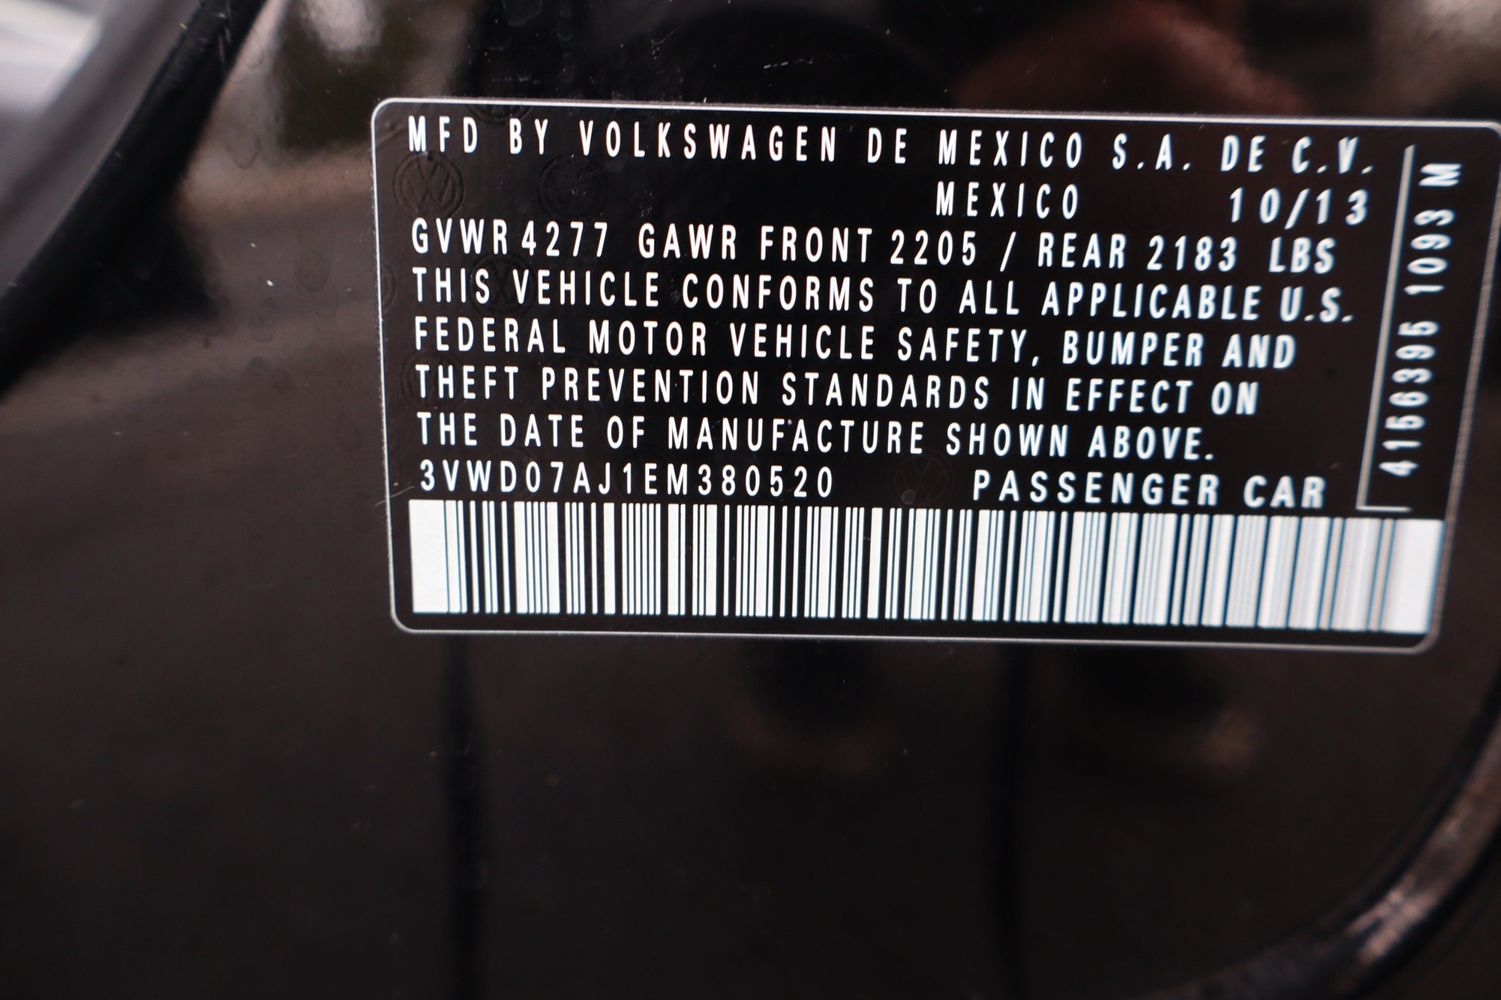 MFD BY VOLKSWAGEN DE MEXICO S.A. DE C.V.
MEXICO 10/13
GVWR 4277 GAWR FRONT 2205 / REAR 2183 LBS
THIS VEHICLE CONFORMS TO ALL APPLICABLE U.S.
FEDERAL MOTOR VEHICLE SAFETY, BUMPER AND
THEFT PREVENTION STANDARDS IN EFFECT ON
THE DATE OF MANUFACTURE SHOWN ABOVE.
3VWD07AJ1EM380520 PASSENGER CAR
4156395 1093 M